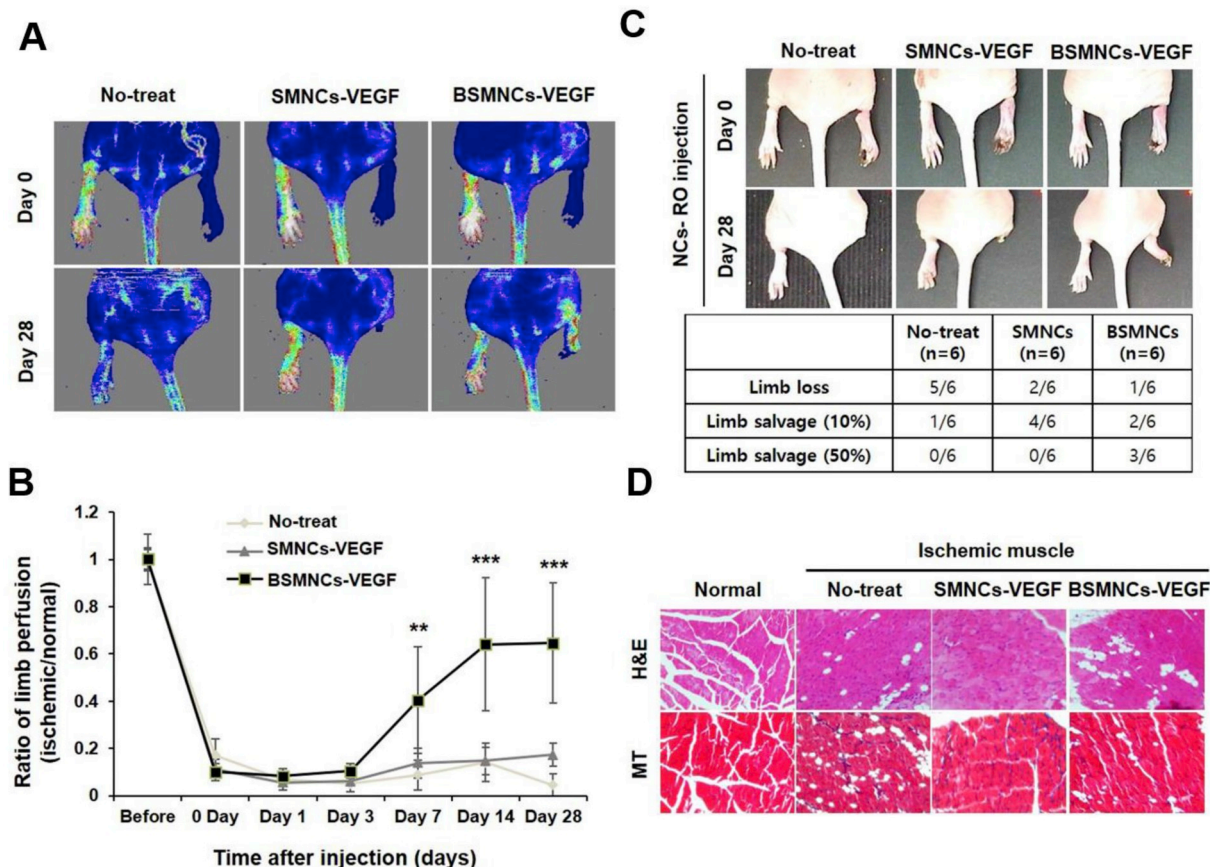 A
No-treat SMNCs-VEGF BSMNCs-VEGF
Day 0
Day 28
B
Ratio of limb perfusion
(ischemic/normal)
1.2
1
0.8
0.6
0.4
0.2
0
No-treat
SMNCs-VEGF
BSMNCs-VEGF
** *** ***
Before 0 Day Day 1 Day 3 Day 7 Day 14 Day 28
Time after injection (days)
C
No-treat SMNCs-VEGF BSMNCs-VEGF
NCs- RO injection
Day 0
Day 28
No-treat (n=6) SMNCs (n=6) BSMNCs (n=6)
Limb loss 5/6 2/6 1/6
Limb salvage (10%) 1/6 4/6 2/6
Limb salvage (50%) 0/6 0/6 3/6
D
Ischemic muscle
Normal No-treat SMNCs-VEGF BSMNCs-VEGF
H&E
MT